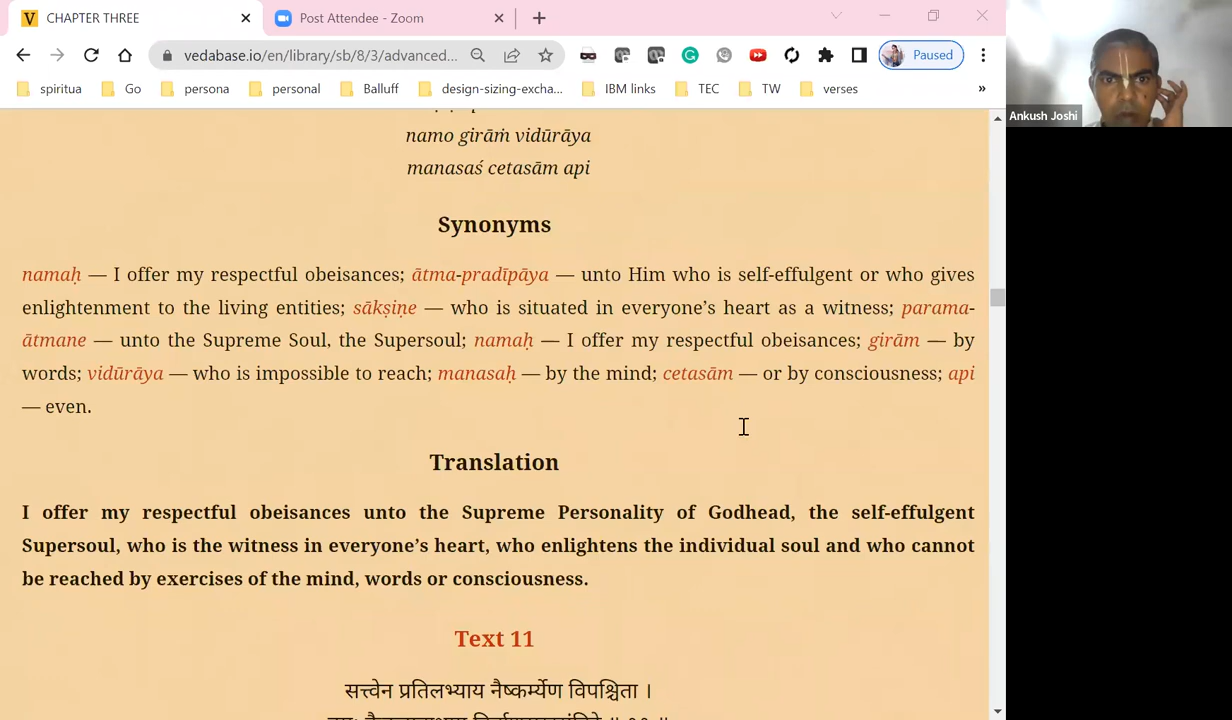 CHAPTER THREE
Post Attendee - Zoom
vedabase.io/en/library/sb/8/3/advanced...
Paused
spiritua
Go
persona
personal
Balluff
design-sizing-excha...
IBM links
TEC
TW
verses
»
Ankush Joshi
namo girāṁ vidūrāya
manasaś cetasām api
Synonyms
namaḥ — I offer my respectful obeisances; ātma-pradīpāya — unto Him who is self-effulgent or who gives
enlightenment to the living entities; sākṣiṇe — who is situated in everyone’s heart as a witness; parama-
ātmane — unto the Supreme Soul, the Supersoul; namaḥ — I offer my respectful obeisances; girām — by
words; vidūrāya — who is impossible to reach; manasaḥ — by the mind; cetasām — or by consciousness; api
— even.
Translation
I offer my respectful obeisances unto the Supreme Personality of Godhead, the self-effulgent
Supersoul, who is the witness in everyone’s heart, who enlightens the individual soul and who cannot
be reached by exercises of the mind, words or consciousness.
Text 11
सत्त्वेन प्रतिलभ्याय नैष्कर्म्येण विपश्चिता ।